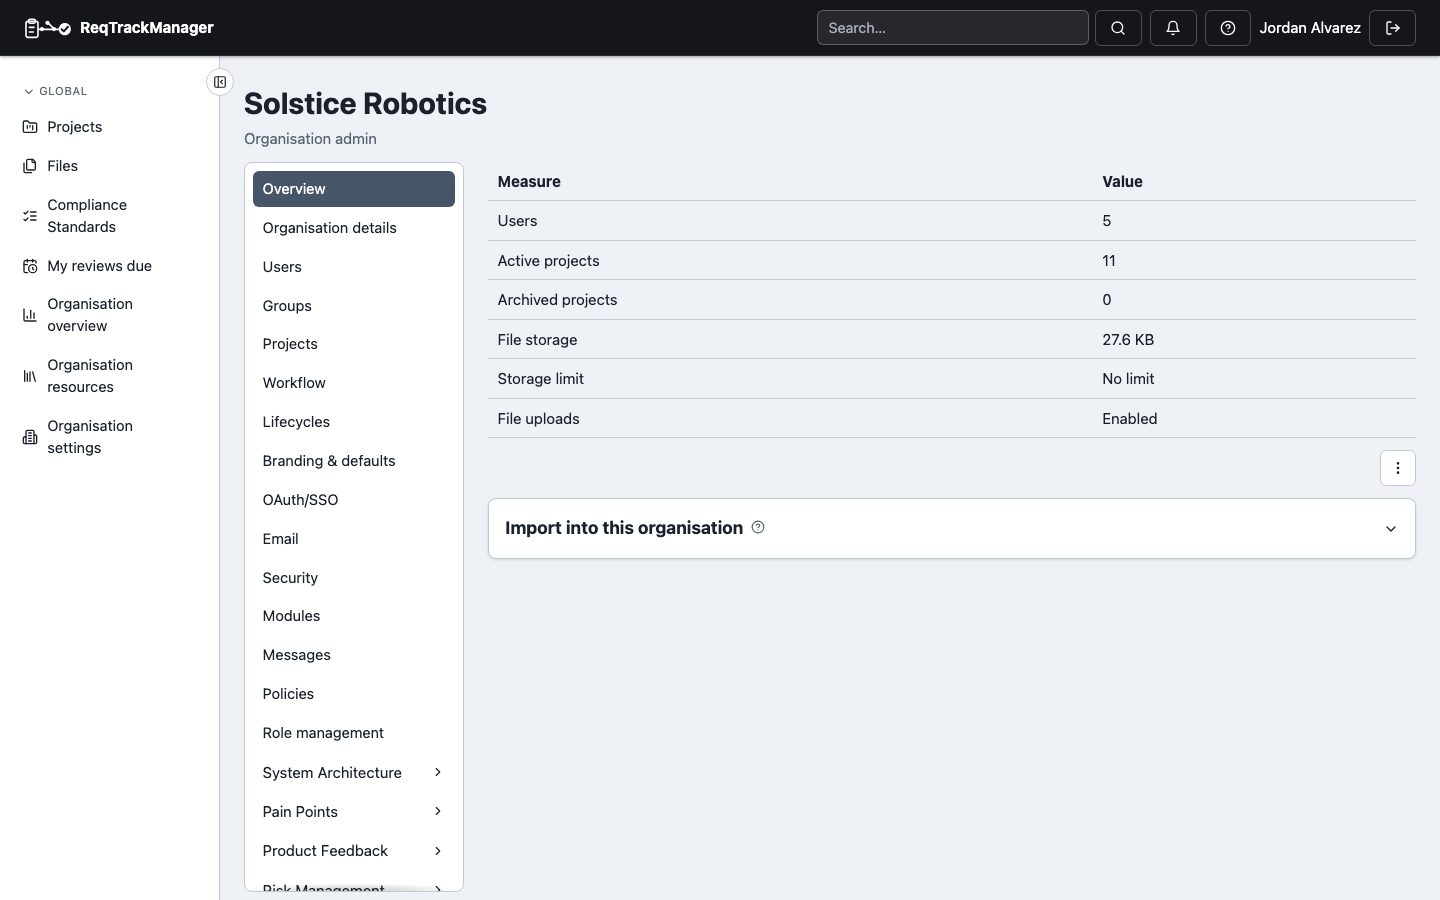 ReqTrackManager
Search...
Jordan Alvarez
GLOBAL
Projects
Files
Compliance
Standards
My reviews due
Organisation
overview
Organisation
resources
Organisation
settings
Solstice Robotics
Organisation admin
Overview
Organisation details
Users
Groups
Projects
Workflow
Lifecycles
Branding & defaults
OAuth/SSO
Email
Security
Modules
Messages
Policies
Role management
System Architecture
Pain Points
Product Feedback
Risk Management
Measure Value
Users 5
Active projects 11
Archived projects 0
File storage 27.6 KB
Storage limit No limit
File uploads Enabled
Import into this organisation